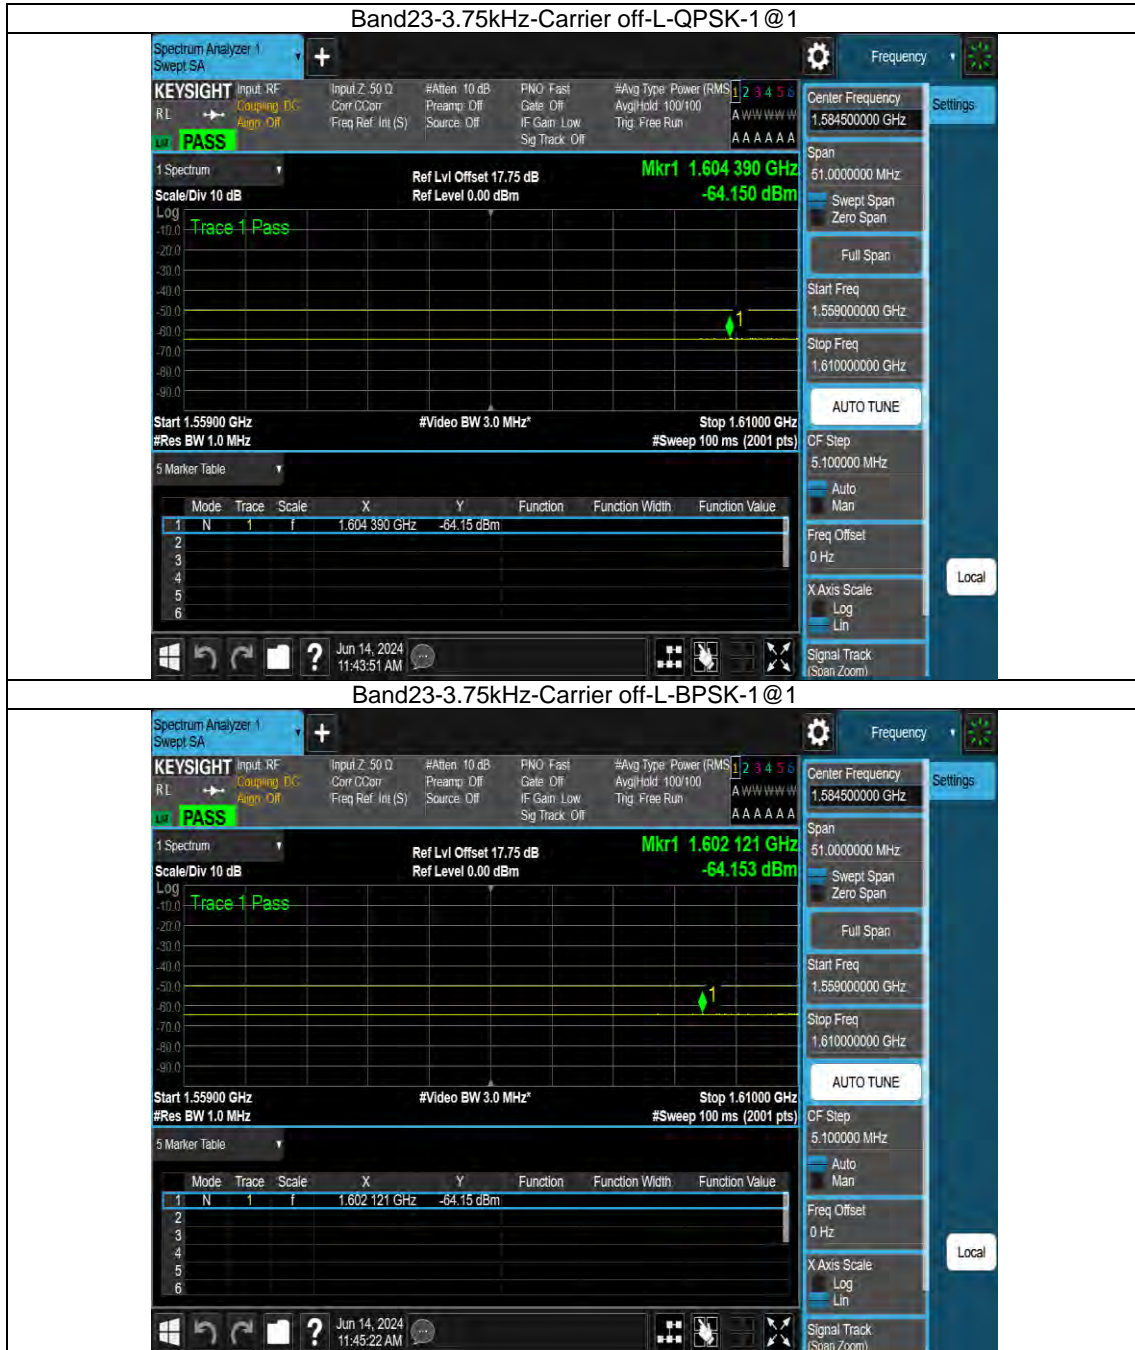 Band23-3.75kHz-Carrier off-L-QPSK-1@1
Spectrum Analyzer 1
Swept SA
+
Frequency
KEYSIGHT
RL
Input: RF
Coupling: DC
Align: Off
Input Z: 50 Ω
Corr CCorr
Freq Ref: Int (S)
#Atten: 10 dB
Preamp: Off
Source: Off
PNO: Fast
Gate: Off
IF Gain: Low
Sig Track: Off
#Avg Type: Power (RMS
Avg|Hold: 100/100
Trig: Free Run
1 2 3 4 5 6
A W W W W W
A A A A A A
PASS
1 Spectrum
Scale/Div 10 dB
Ref Lvl Offset 17.75 dB
Ref Level 0.00 dBm
Mkr1 1.604 390 GHz
-64.150 dBm
Log
Trace 1 Pass
-10.0
-20.0
-30.0
-40.0
-50.0
-60.0
-70.0
-80.0
-90.0
1
Start 1.55900 GHz
#Res BW 1.0 MHz
#Video BW 3.0 MHz*
Stop 1.61000 GHz
#Sweep 100 ms (2001 pts)
5 Marker Table
Mode Trace Scale X Y Function Function Width Function Value
1 N 1 f 1.604 390 GHz -64.15 dBm
2
3
4
5
6
Jun 14, 2024
11:43:51 AM
Center Frequency
1.584500000 GHz
Settings
Span
51.0000000 MHz
Swept Span
Zero Span
Full Span
Start Freq
1.559000000 GHz
Stop Freq
1.610000000 GHz
AUTO TUNE
CF Step
5.100000 MHz
Auto
Man
Freq Offset
0 Hz
Local
X Axis Scale
Log
Lin
Signal Track
(Span Zoom)
Band23-3.75kHz-Carrier off-L-BPSK-1@1
Spectrum Analyzer 1
Swept SA
+
Frequency
KEYSIGHT
RL
Input: RF
Coupling: DC
Align: Off
Input Z: 50 Ω
Corr CCorr
Freq Ref: Int (S)
#Atten: 10 dB
Preamp: Off
Source: Off
PNO: Fast
Gate: Off
IF Gain: Low
Sig Track: Off
#Avg Type: Power (RMS
Avg|Hold: 100/100
Trig: Free Run
1 2 3 4 5 6
A W W W W W
A A A A A A
PASS
1 Spectrum
Scale/Div 10 dB
Ref Lvl Offset 17.75 dB
Ref Level 0.00 dBm
Mkr1 1.602 121 GHz
-64.153 dBm
Log
Trace 1 Pass
-10.0
-20.0
-30.0
-40.0
-50.0
-60.0
-70.0
-80.0
-90.0
1
Start 1.55900 GHz
#Res BW 1.0 MHz
#Video BW 3.0 MHz*
Stop 1.61000 GHz
#Sweep 100 ms (2001 pts)
5 Marker Table
Mode Trace Scale X Y Function Function Width Function Value
1 N 1 f 1.602 121 GHz -64.15 dBm
2
3
4
5
6
Jun 14, 2024
11:45:22 AM
Center Frequency
1.584500000 GHz
Settings
Span
51.0000000 MHz
Swept Span
Zero Span
Full Span
Start Freq
1.559000000 GHz
Stop Freq
1.610000000 GHz
AUTO TUNE
CF Step
5.100000 MHz
Auto
Man
Freq Offset
0 Hz
Local
X Axis Scale
Log
Lin
Signal Track
(Span Zoom)